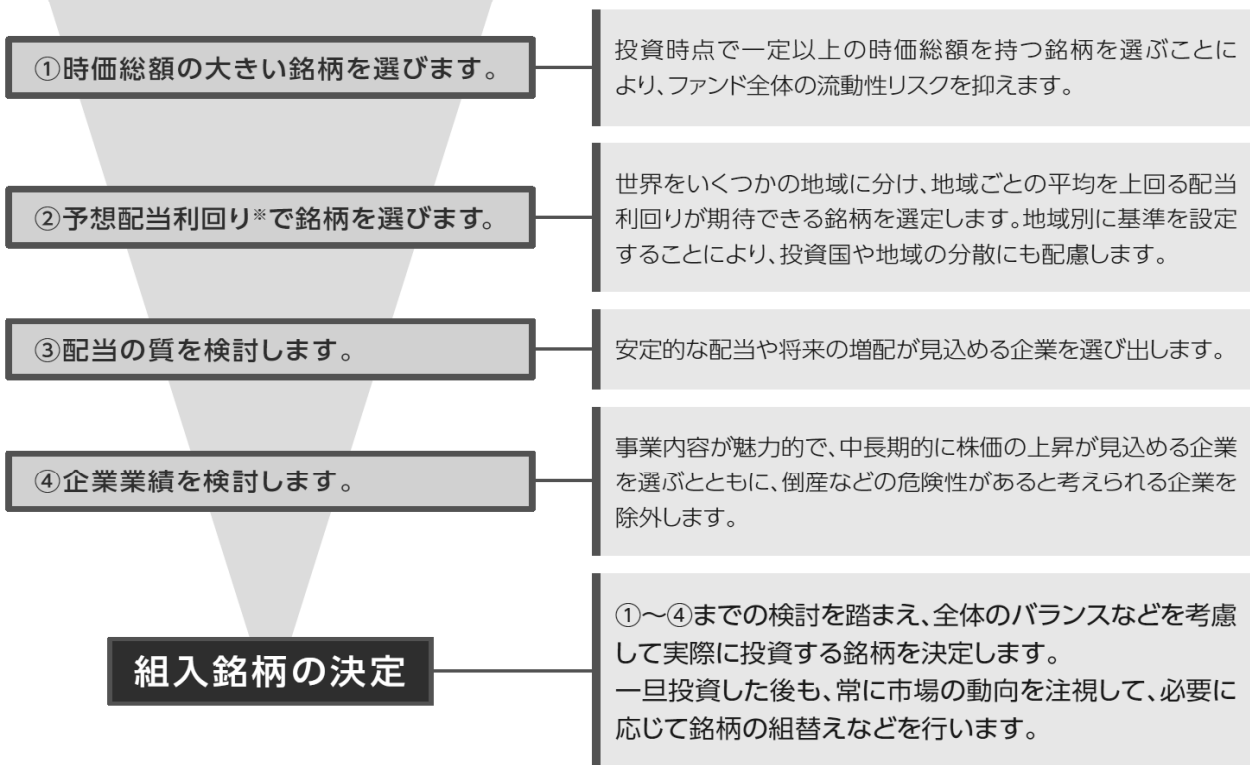 ①時価総額の大きい銘柄を選びます。
投資時点で一定以上の時価総額を持つ銘柄を選ぶことに
より、ファンド全体の流動性リスクを抑えます。
②予想配当利回り※で銘柄を選びます。
世界をいくつかの地域に分け、地域ごとの平均を上回る配当
利回りが期待できる銘柄を選定します。地域別に基準を設定
することにより、投資国や地域の分散にも配慮します。
③配当の質を検討します。
安定的な配当や将来の増配が見込める企業を選び出します。
④企業業績を検討します。
事業内容が魅力的で、中長期的に株価の上昇が見込める企業
を選ぶとともに、倒産などの危険性があると考えられる企業を
除外します。
組入銘柄の決定
①〜④までの検討を踏まえ、全体のバランスなどを考慮
して実際に投資する銘柄を決定します。
一旦投資した後も、常に市場の動向を注視して、必要に
応じて銘柄の組替えなどを行います。